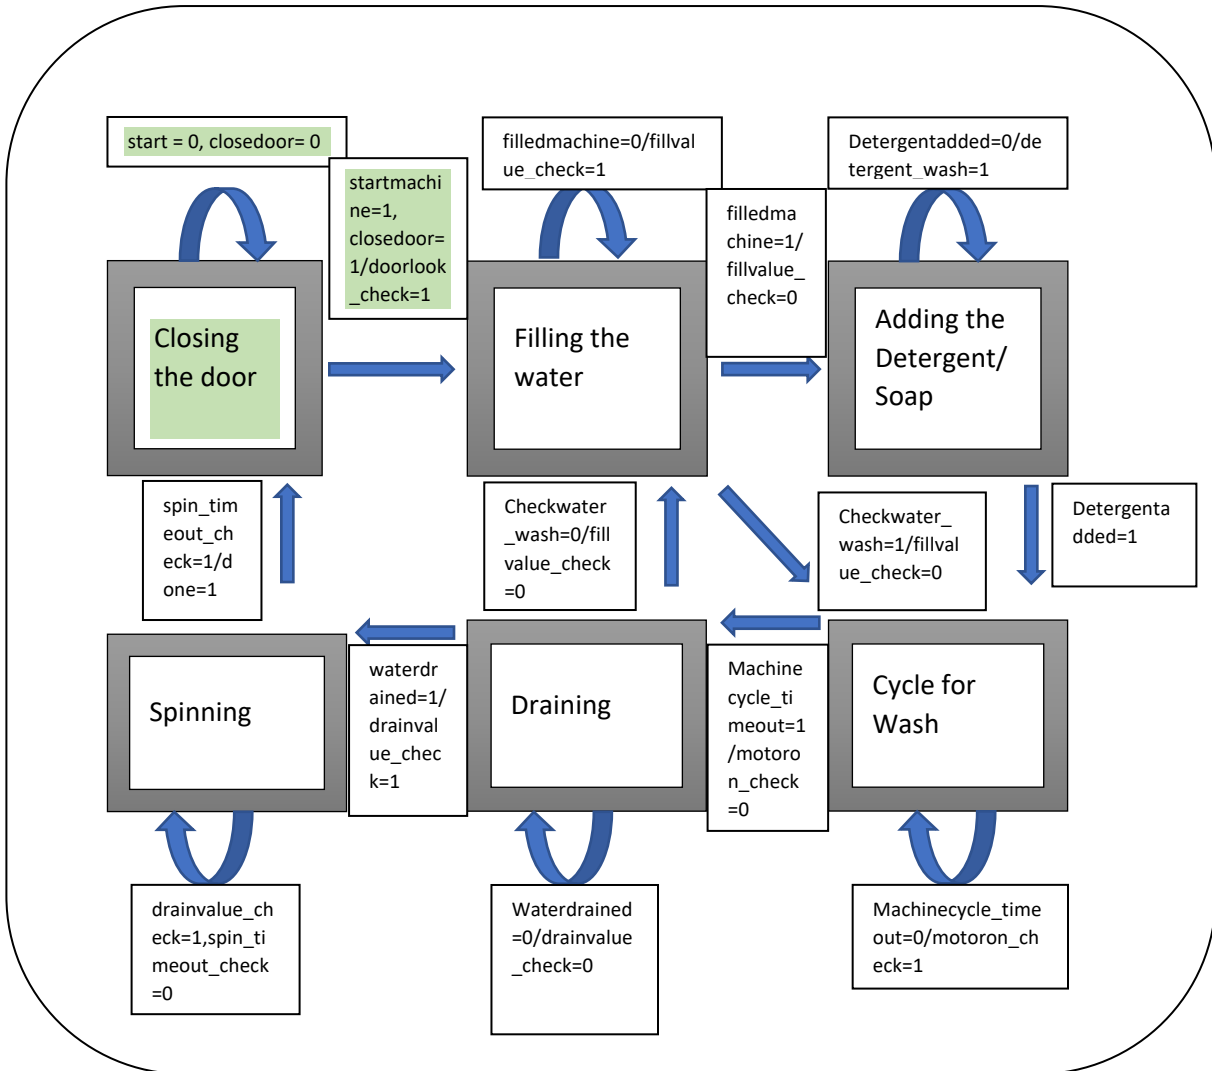 start = 0, closedoor= 0
startmachi
ne=1,
closedoor=
1/doorlook
_check=1
filledmachine=0/fillval
ue_check=1
filledma
chine=1/
fillvalue_
check=0
Detergentadded=0/de
tergent_wash=1
Closing
the door
Filling the
water
Adding the
Detergent/
Soap
spin_tim
eout_ch
eck=1/d
one=1
Checkwater
_wash=0/fill
value_check
=0
Checkwater_
wash=1/fillval
ue_check=0
Detergenta
dded=1
Spinning
waterdr
ained=1/
drainval
ue_chec
k=1
Draining
Machine
cycle_ti
meout=1
/motoro
n_check
=0
Cycle for
Wash
drainvalue_ch
eck=1,spin_ti
meout_check
=0
Waterdrained
=0/drainvalue
_check=0
Machinecycle_time
out=0/motoron_ch
eck=1